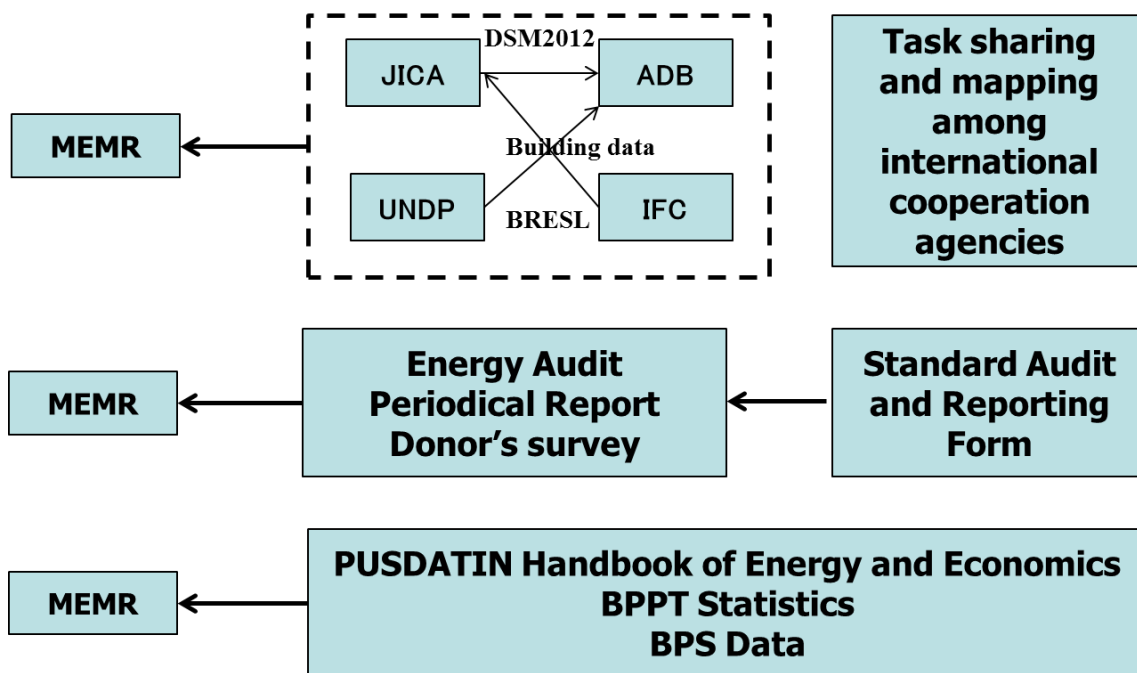 DSM2012
JICA
ADB
MEMR
Building data
UNDP
IFC
BRESL
Task sharing
and mapping
among
international
cooperation
agencies
MEMR
Energy Audit
Periodical Report
Donor’s survey
Standard Audit
and Reporting
Form
MEMR
PUSDATIN Handbook of Energy and Economics
BPPT Statistics
BPS Data